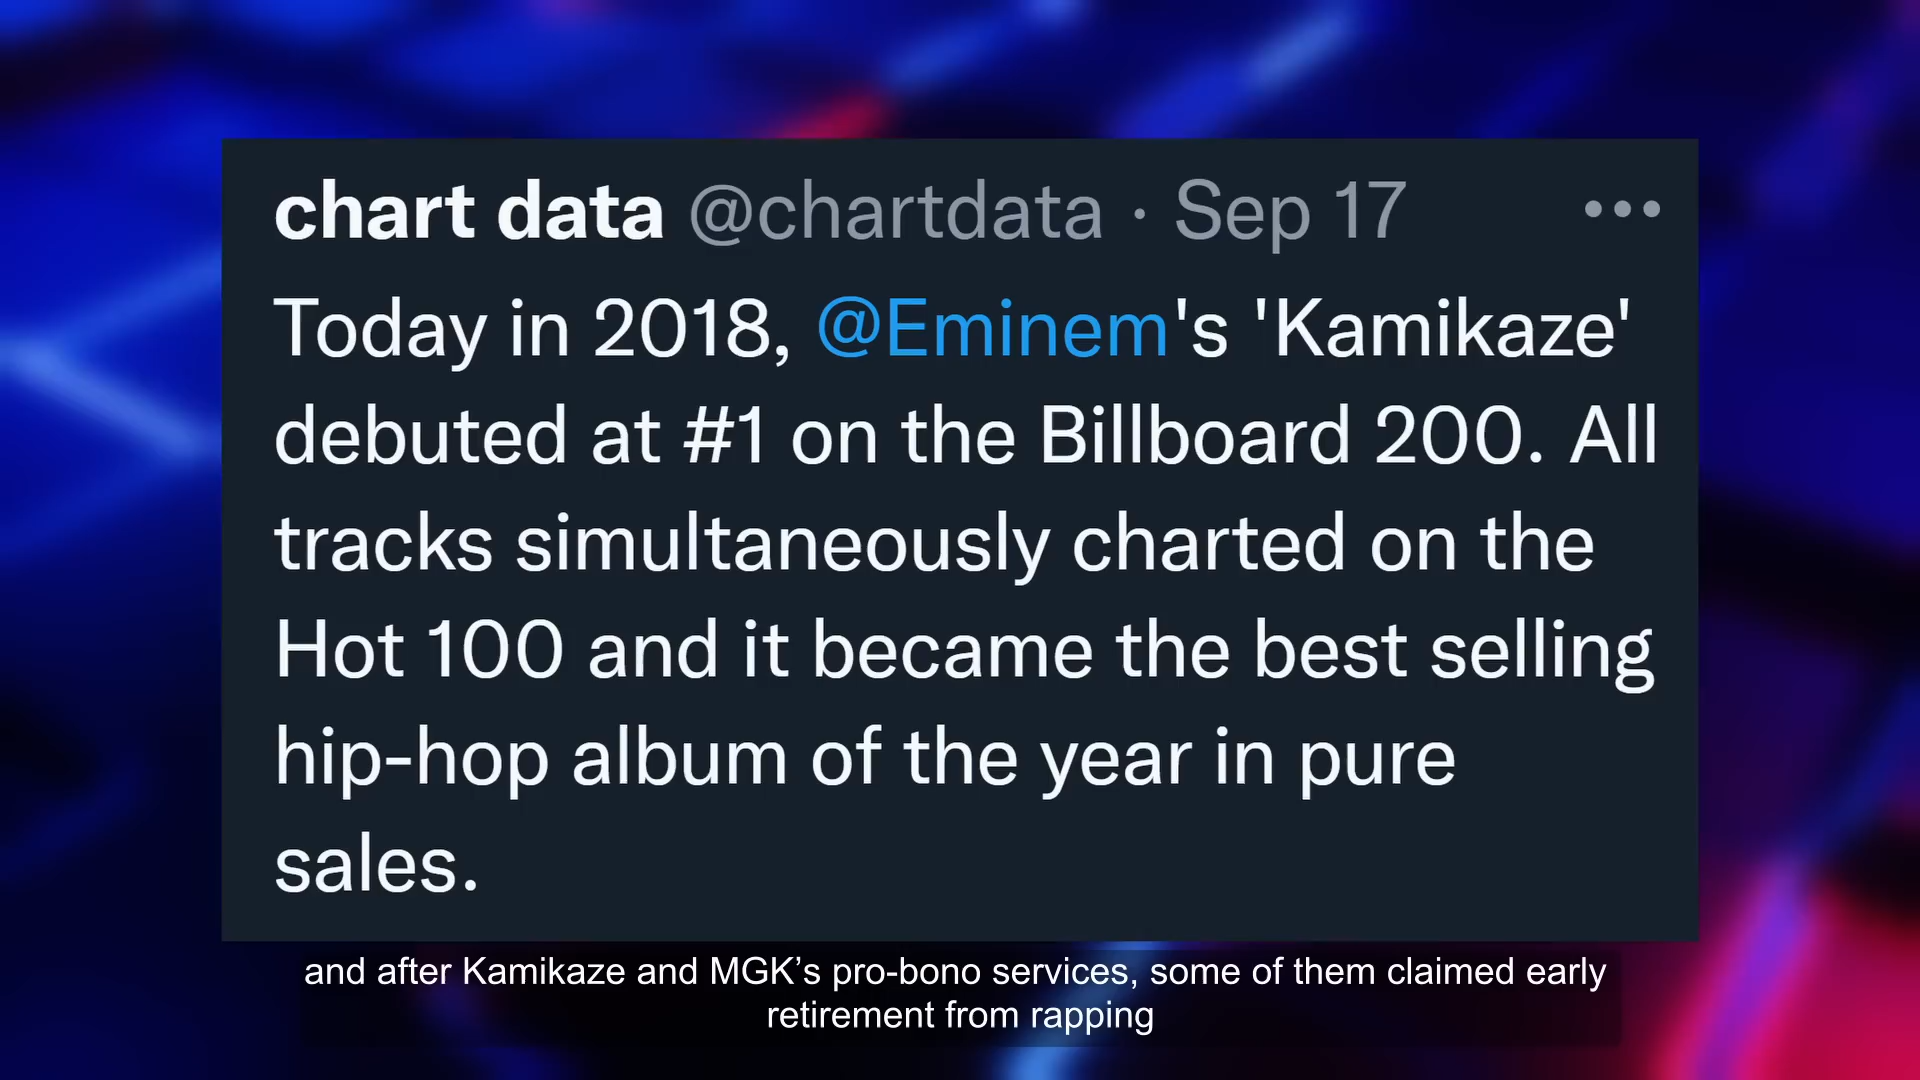 chart data @chartdata · Sep 17
Today in 2018, @Eminem's 'Kamikaze'
debuted at #1 on the Billboard 200. All
tracks simultaneously charted on the
Hot 100 and it became the best selling
hip-hop album of the year in pure
sales.
and after Kamikaze and MGK’s pro-bono services, some of them claimed early
retirement from rapping